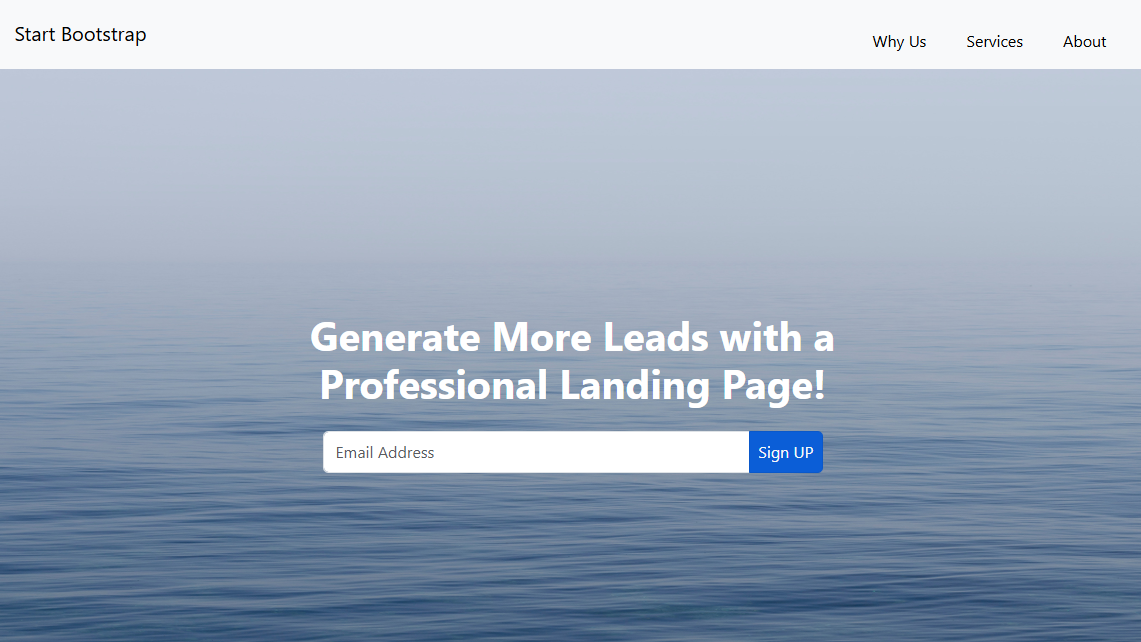 Start Bootstrap
Why Us Services About
Generate More Leads with a
Professional Landing Page!
Email Address Sign UP